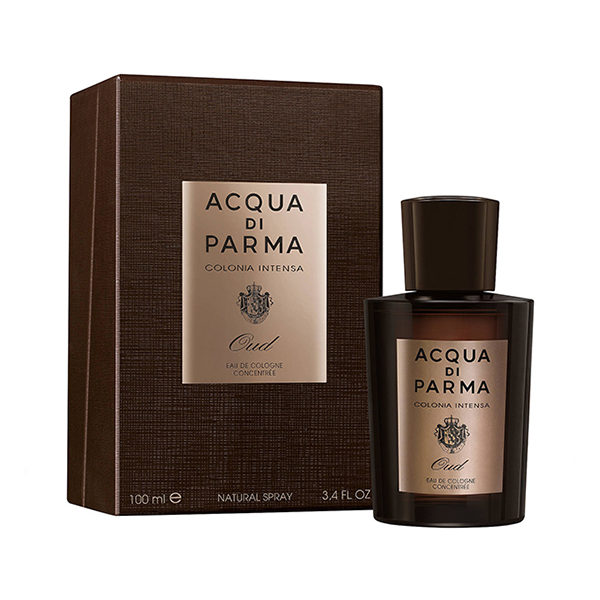 ACQUA
DI
PARMA
COLONIA INTENSA
Oud
EAU DE COLOGNE
CONCENTRÉE
100 ml ℮ NATURAL SPRAY 3.4 FL OZ
ACQUA
DI
PARMA
COLONIA INTENSA
Oud
EAU DE COLOGNE
CONCENTRÉE